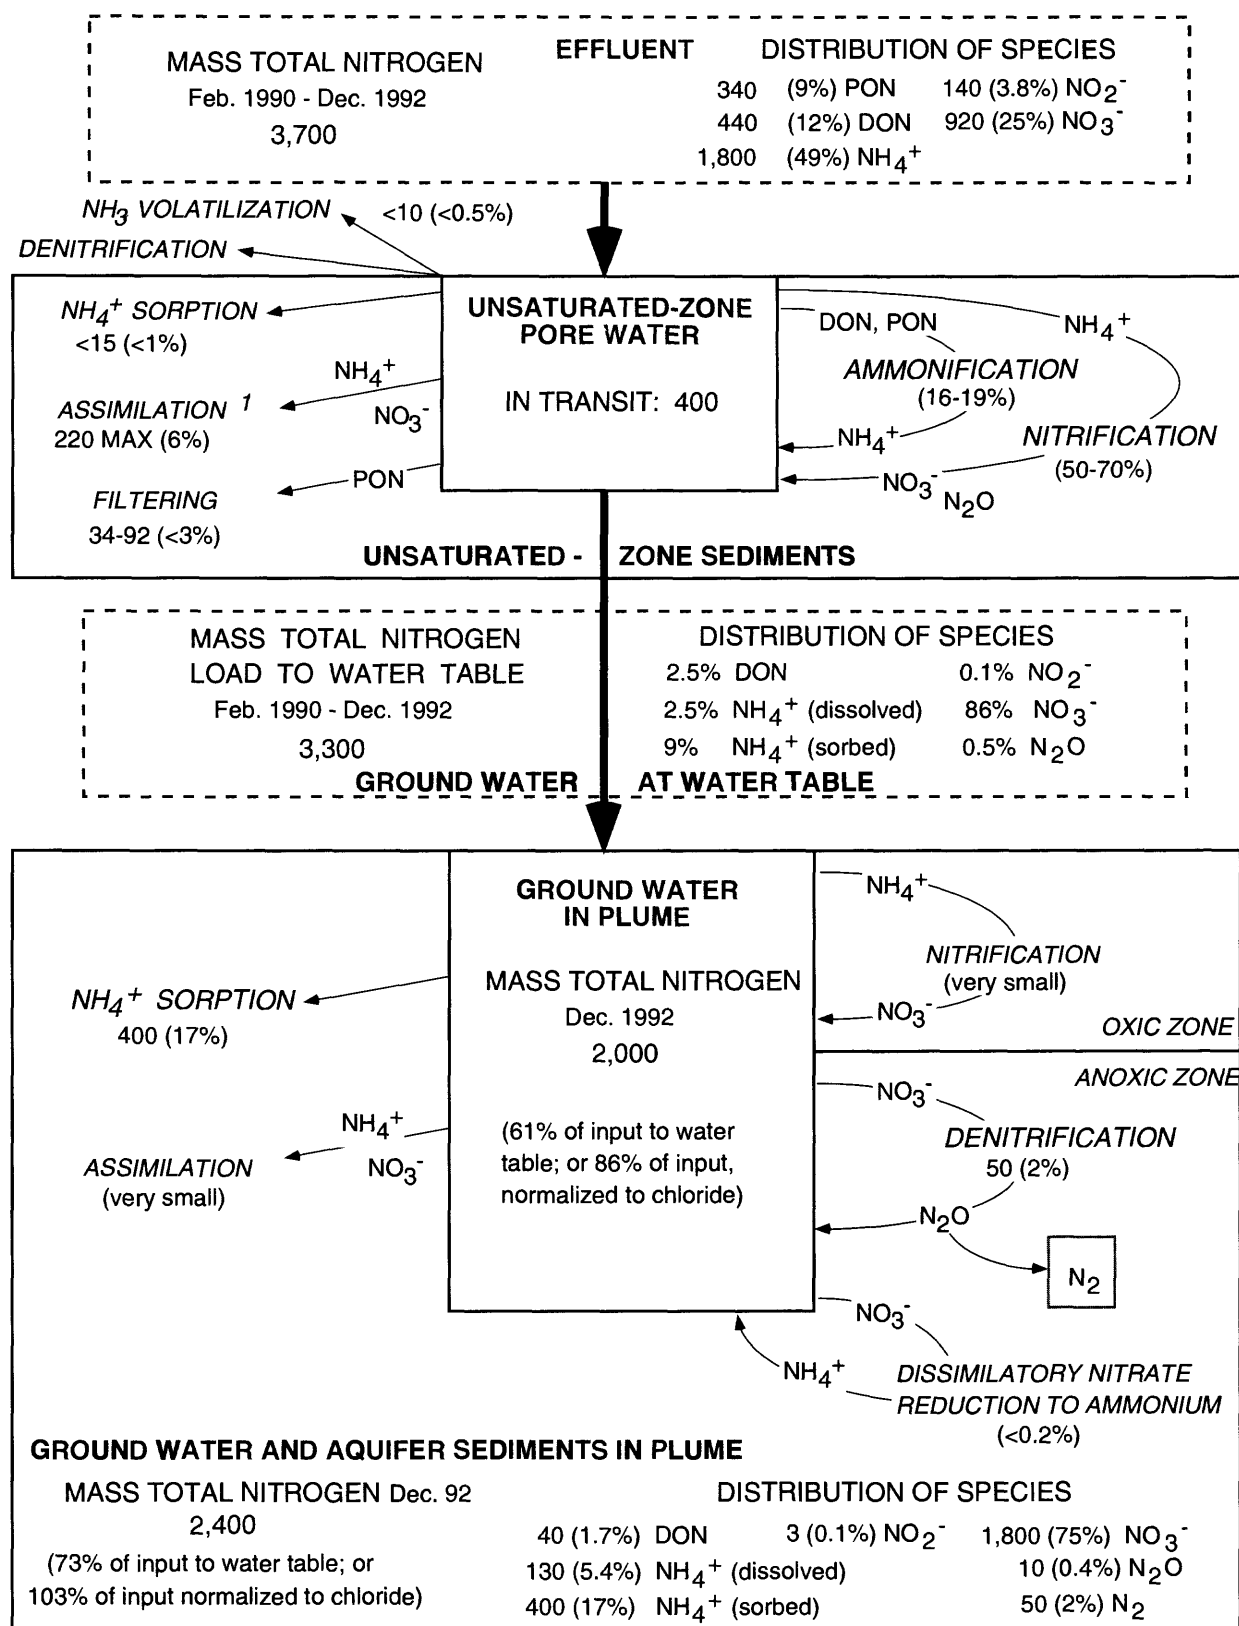 EFFLUENT
MASS TOTAL NITROGEN
Feb. 1990 - Dec. 1992
3,700
DISTRIBUTION OF SPECIES
340 (9%) PON 140 (3.8%) NO2-
440 (12%) DON 920 (25%) NO3-
1,800 (49%) NH4+
NH3 VOLATILIZATION <10 (<0.5%)
DENITRIFICATION
NH4+ SORPTION
<15 (<1%)
NH4+
ASSIMILATION 1
NO3-
220 MAX (6%)
PON
FILTERING
34-92 (<3%)
UNSATURATED-ZONE
PORE WATER
IN TRANSIT: 400
DON, PON
NH4+
AMMONIFICATION
(16-19%)
NH4+
NITRIFICATION
(50-70%)
NO3-
N2O
UNSATURATED - ZONE SEDIMENTS
MASS TOTAL NITROGEN
LOAD TO WATER TABLE
Feb. 1990 - Dec. 1992
3,300
DISTRIBUTION OF SPECIES
2.5% DON 0.1% NO2-
2.5% NH4+ (dissolved) 86% NO3-
9% NH4+ (sorbed) 0.5% N2O
GROUND WATER AT WATER TABLE
GROUND WATER
IN PLUME
MASS TOTAL NITROGEN
Dec. 1992
2,000
(61% of input to water
table; or 86% of input,
normalized to chloride)
NH4+ SORPTION
400 (17%)
NH4+
NO3-
ASSIMILATION
(very small)
NH4+
NITRIFICATION
(very small)
NO3-
OXIC ZONE
ANOXIC ZONE
NO3-
DENITRIFICATION
50 (2%)
N2O
N2
NO3-
NH4+
DISSIMILATORY NITRATE
REDUCTION TO AMMONIUM
(<0.2%)
GROUND WATER AND AQUIFER SEDIMENTS IN PLUME
MASS TOTAL NITROGEN Dec. 92
2,400
(73% of input to water table; or
103% of input normalized to chloride)
DISTRIBUTION OF SPECIES
40 (1.7%) DON 3 (0.1%) NO2- 1,800 (75%) NO3-
130 (5.4%) NH4+ (dissolved) 10 (0.4%) N2O
400 (17%) NH4+ (sorbed) 50 (2%) N2